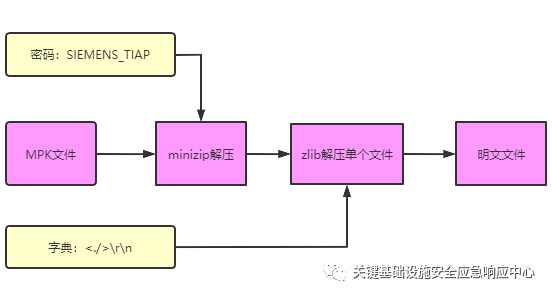 密码：SIEMENS_TIAP
MPK文件
minizip解压
zlib解压单个文件
明文文件
字典：<./>\r\n
关键基础设施安全应急响应中心